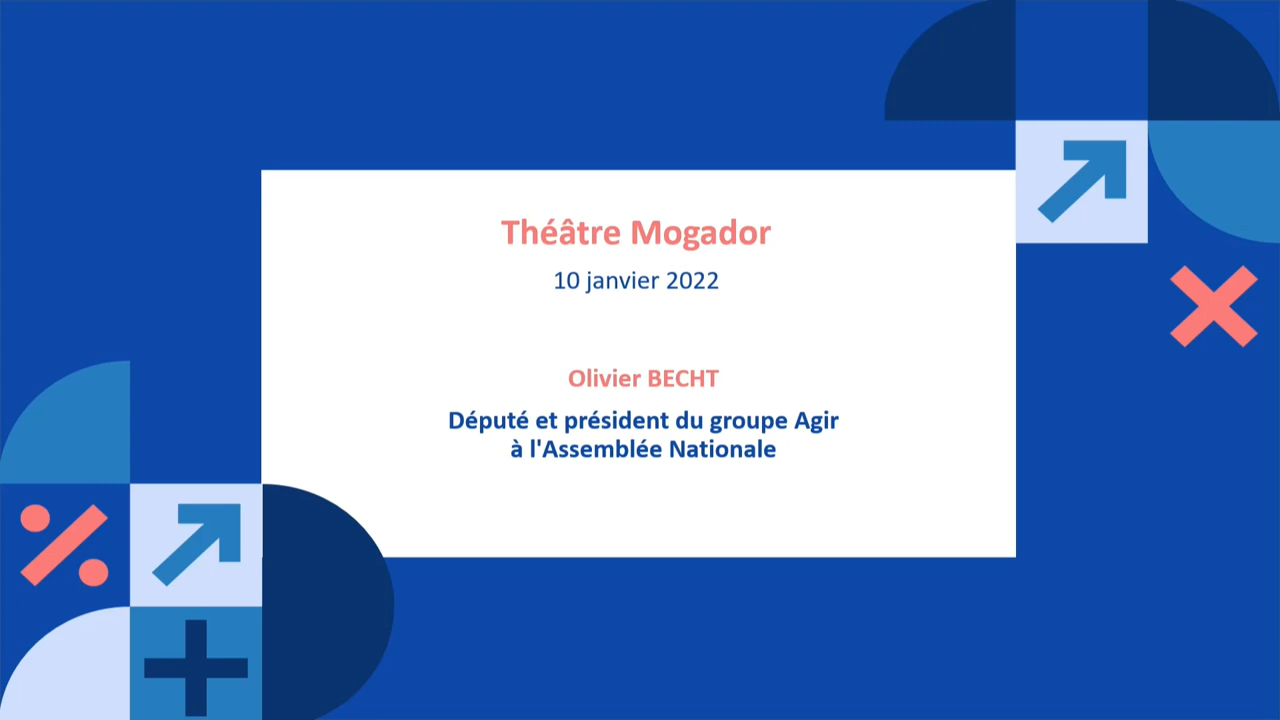 Théâtre Mogador
10 janvier 2022
Olivier BECHT
Député et président du groupe Agir
à l'Assemblée Nationale